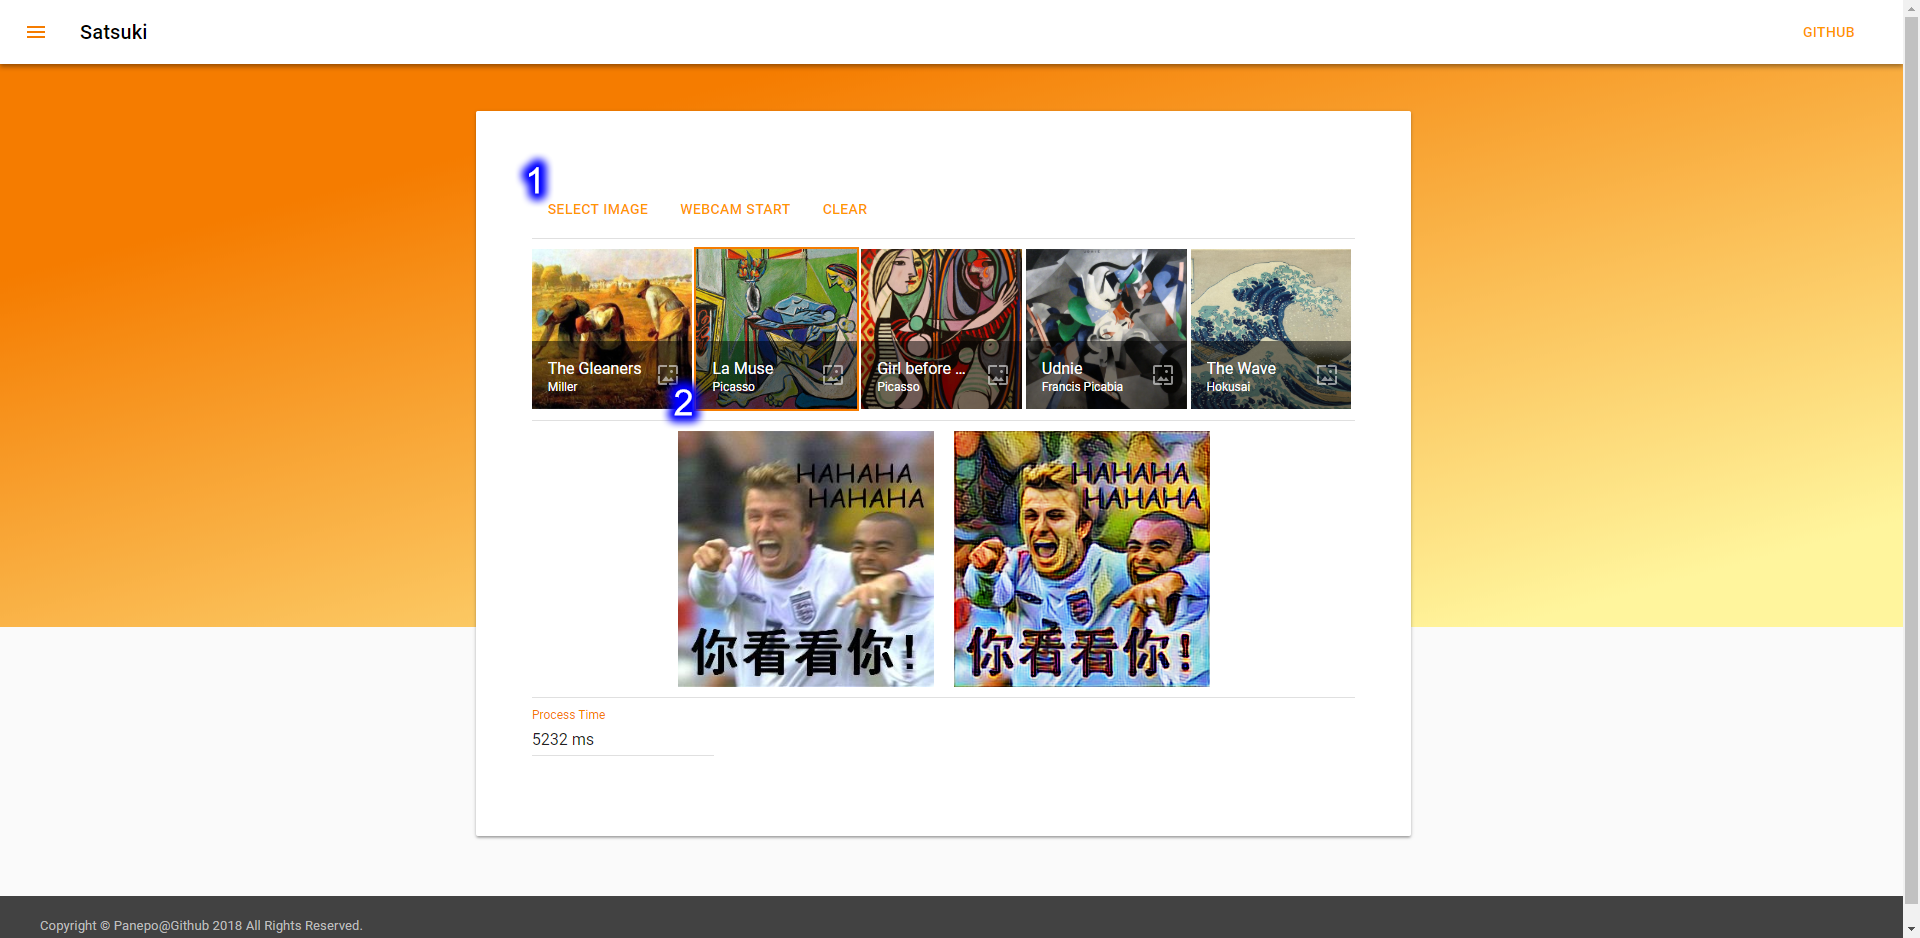 Satsuki
GITHUB
1
SELECT IMAGE
WEBCAM START
CLEAR
The Gleaners
Miller
La Muse
Picasso
Girl before ...
Picasso
Udnie
Francis Picabia
The Wave
Hokusai
2
HAHAHA
HAHAHA
你看看你!
HAHAHA
HAHAHA
你看看你!
Process Time
5232 ms
Copyright © Panepo@Github 2018 All Rights Reserved.